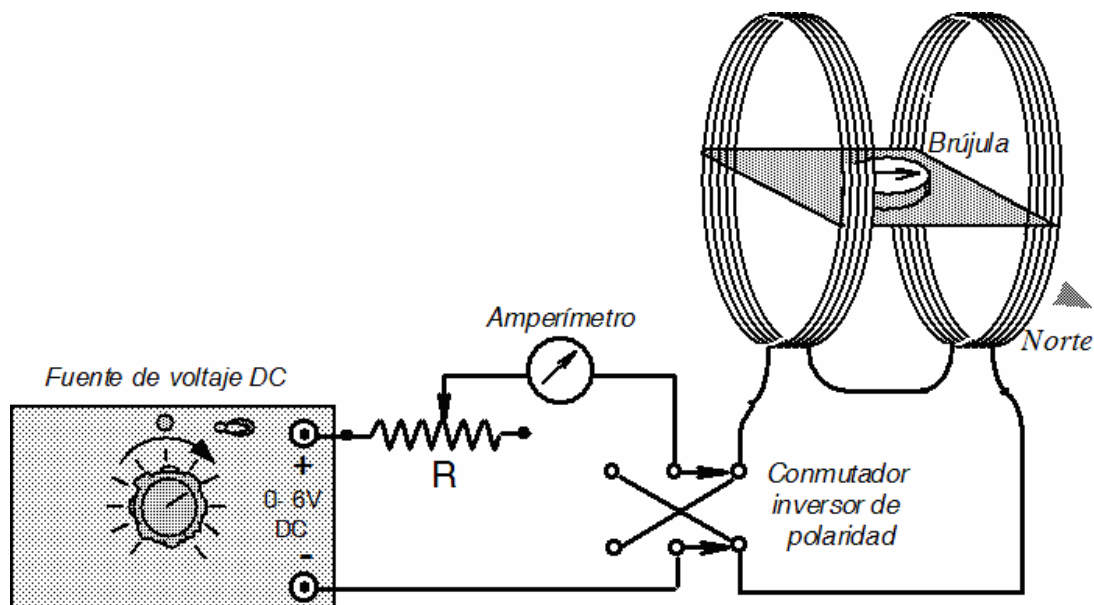 Brújula
Norte
Amperímetro
Fuente de voltaje DC
+
0- 6V
DC
-
R
Conmutador
inversor de
polaridad